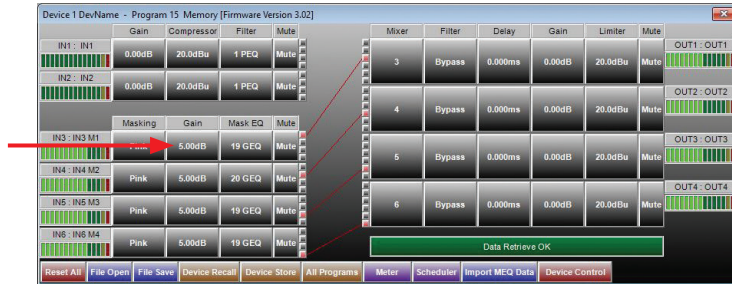 Device 1 DevName - Program 15 Memory [Firmware Version 3.02]
Gain Compressor Filter Mute Mixer Filter Delay Gain Limiter Mute
IN1 : IN1 0.00dB 20.0dBu 1 PEQ Mute 3 Bypass 0.000ms 0.00dB 20.0dBu Mute OUT1 : OUT1
IN2 : IN2 0.00dB 20.0dBu 1 PEQ Mute 4 Bypass 0.000ms 0.00dB 20.0dBu Mute OUT2 : OUT2
Masking Gain Mask EQ Mute
IN3 : IN3 M1 Pink 5.00dB 19 GEQ Mute 5 Bypass 0.000ms 0.00dB 20.0dBu Mute OUT3 : OUT3
IN4 : IN4 M2 Pink 5.00dB 20 GEQ Mute 6 Bypass 0.000ms 0.00dB 20.0dBu Mute OUT4 : OUT4
IN5 : IN5 M3 Pink 5.00dB 19 GEQ Mute
IN6 : IN6 M4 Pink 5.00dB 19 GEQ Mute Data Retrieve OK
Reset All File Open File Save Device Recall Device Store All Programs Meter Scheduler Import MEQ Data Device Control